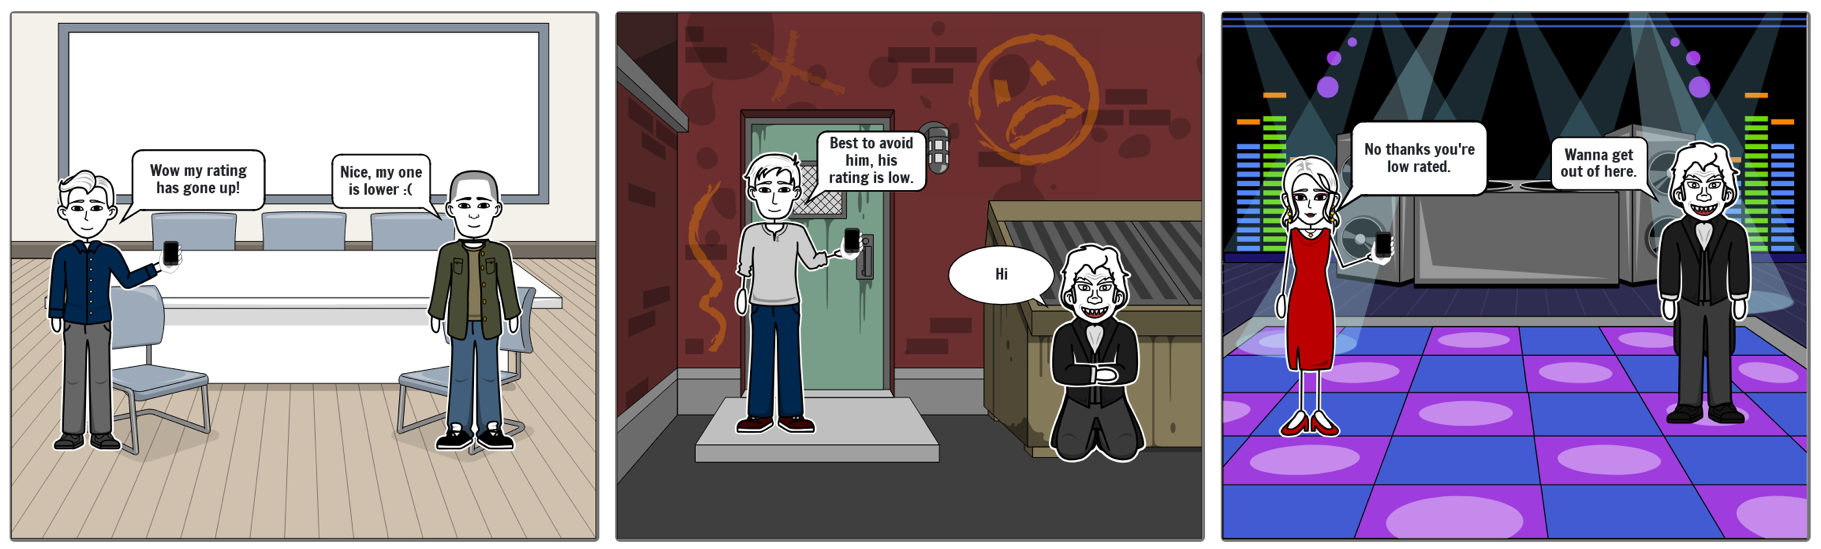 Wow my rating
has gone up!
Nice, my one
is lower :(
Best to avoid
him, his
rating is low.
Hi
No thanks you're
low rated.
Wanna get
out of here.